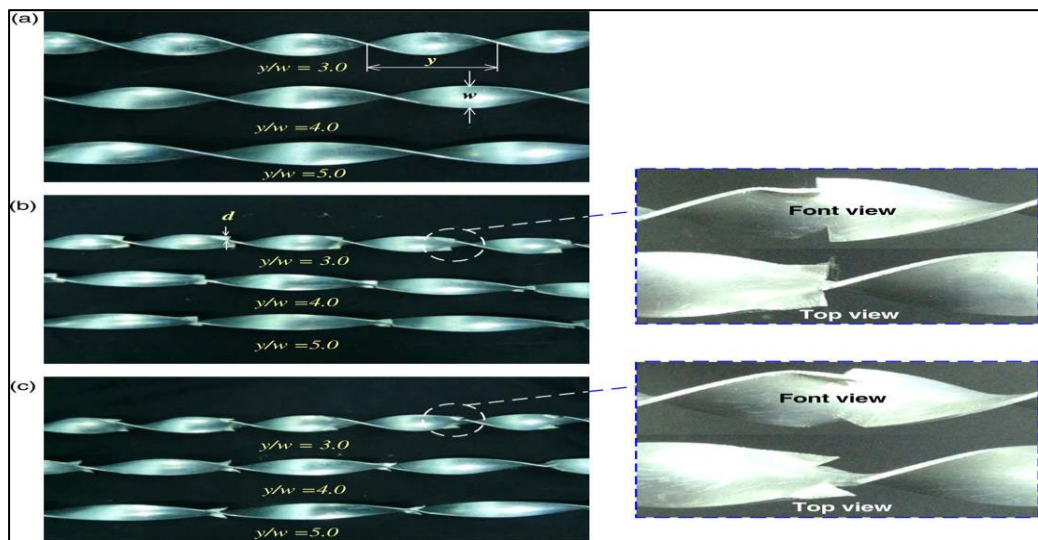 (a)
y/w = 3.0
y
w
y/w =4.0
y/w =5.0
(b)
d
y/w = 3.0
y/w =4.0
y/w =5.0
Font view
Top view
(c)
y/w = 3.0
y/w =4.0
y/w =5.0
Font view
Top view